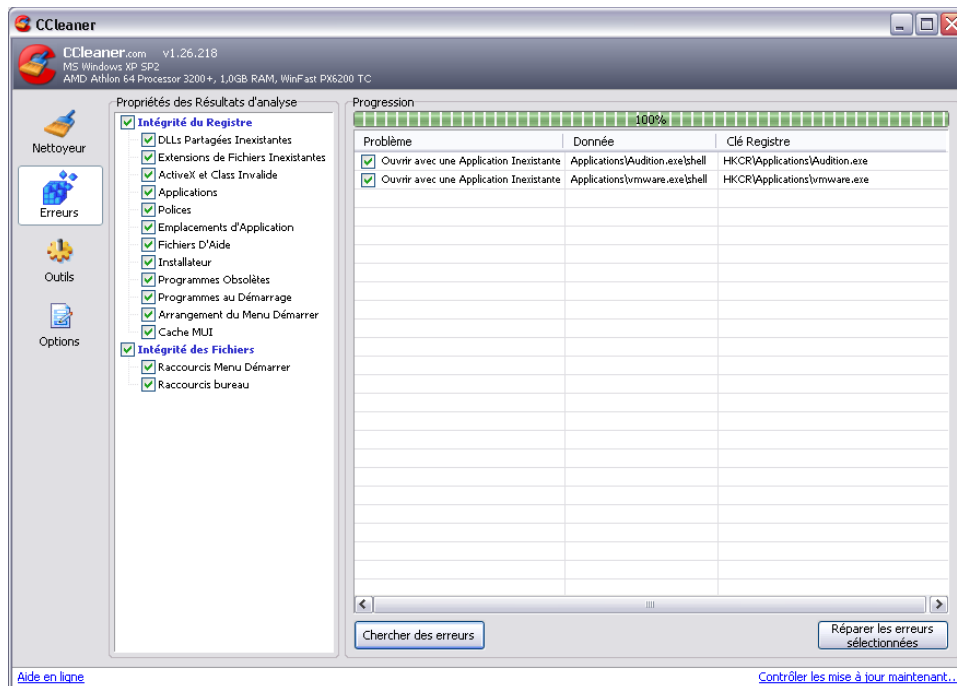 CCleaner
CCleaner.com v1.26.218
MS Windows XP SP2
AMD Athlon 64 Processor 3200+, 1,0GB RAM, WinFast PX6200 TC
Nettoyeur
Erreurs
Outils
Options
Propriétés des Résultats d'analyse
Intégrité du Registre
DLLs Partagées Inexistantes
Extensions de Fichiers Inexistantes
ActiveX et Class Invalide
Applications
Polices
Emplacements d'Application
Fichiers D'Aide
Installateur
Programmes Obsolètes
Programmes au Démarrage
Arrangement du Menu Démarrer
Cache MUI
Intégrité des Fichiers
Raccourcis Menu Démarrer
Raccourcis bureau
Progression
100%
Problème Donnée Clé Registre
Ouvrir avec une Application Inexistante Applications\Audition.exe\shell HKCR\Applications\Audition.exe
Ouvrir avec une Application Inexistante Applications\vmware.exe\shell HKCR\Applications\vmware.exe
Chercher des erreurs
Réparer les erreurs
sélectionnées
Aide en ligne
Contrôler les mise à jour maintenant...